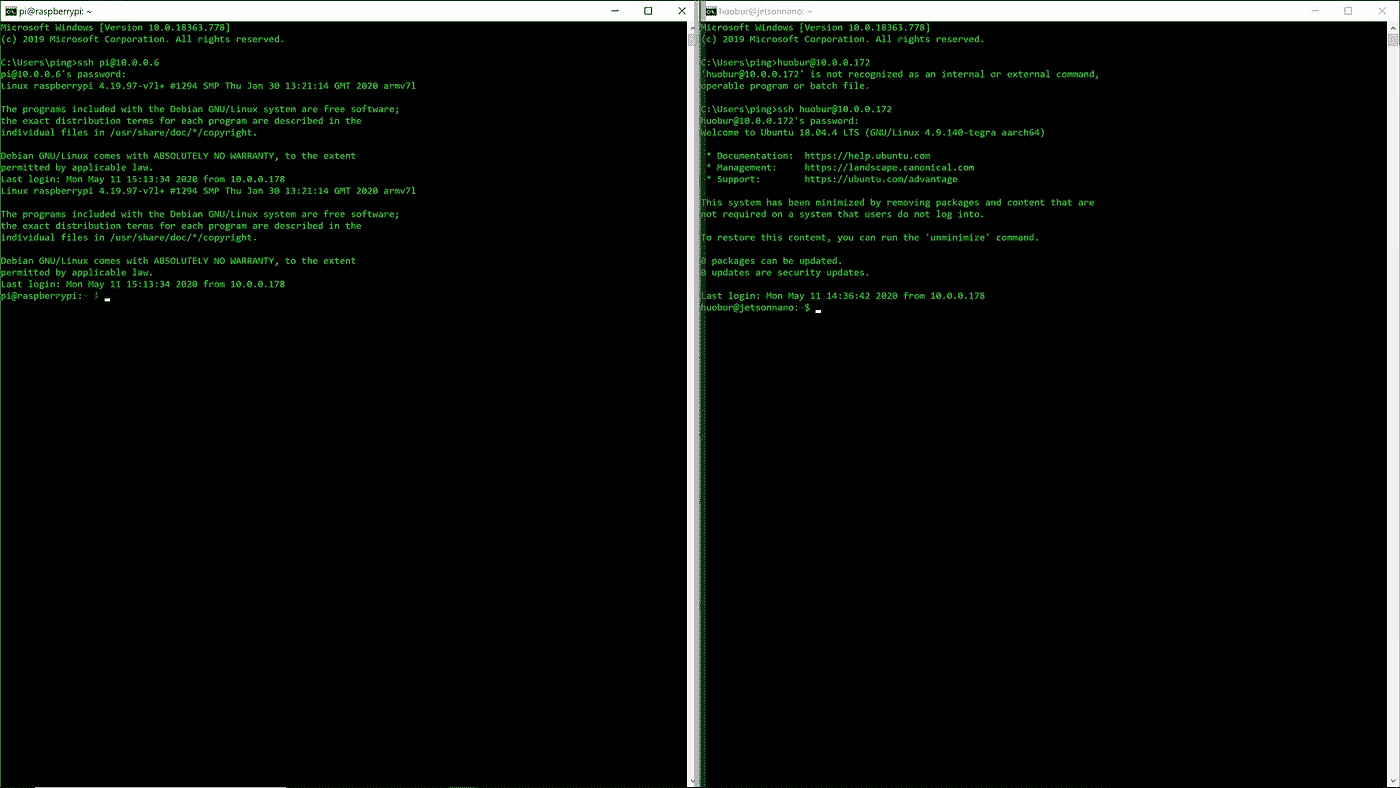 pi@raspberrypi: ~
Microsoft Windows [Version 10.0.18363.778]
(c) 2019 Microsoft Corporation. All rights reserved.
C:\Users\ping>ssh pi@10.0.0.6
pi@10.0.0.6's password:
Linux raspberrypi 4.19.97-v7l+ #1294 SMP Thu Jan 30 13:21:14 GMT 2020 armv7l
The programs included with the Debian GNU/Linux system are free software;
the exact distribution terms for each program are described in the
individual files in /usr/share/doc/*/copyright.
Debian GNU/Linux comes with ABSOLUTELY NO WARRANTY, to the extent
permitted by applicable law.
Last login: Mon May 11 15:13:34 2020 from 10.0.0.178
Linux raspberrypi 4.19.97-v7l+ #1294 SMP Thu Jan 30 13:21:14 GMT 2020 armv7l
The programs included with the Debian GNU/Linux system are free software;
the exact distribution terms for each program are described in the
individual files in /usr/share/doc/*/copyright.
Debian GNU/Linux comes with ABSOLUTELY NO WARRANTY, to the extent
permitted by applicable law.
Last login: Mon May 11 15:13:34 2020 from 10.0.0.178
pi@raspberrypi:~ $
huobur@jetsonnano: ~
Microsoft Windows [Version 10.0.18363.778]
(c) 2019 Microsoft Corporation. All rights reserved.
C:\Users\ping>huobur@10.0.0.172
'huobur@10.0.0.172' is not recognized as an internal or external command,
operable program or batch file.
C:\Users\ping>ssh huobur@10.0.0.172
huobur@10.0.0.172's password:
Welcome to Ubuntu 18.04.4 LTS (GNU/Linux 4.9.140-tegra aarch64)
* Documentation: https://help.ubuntu.com
* Management: https://landscape.canonical.com
* Support: https://ubuntu.com/advantage
This system has been minimized by removing packages and content that are
not required on a system that users do not log into.
To restore this content, you can run the 'unminimize' command.
0 packages can be updated.
0 updates are security updates.
Last login: Mon May 11 14:36:42 2020 from 10.0.0.178
huobur@jetsonnano:~$